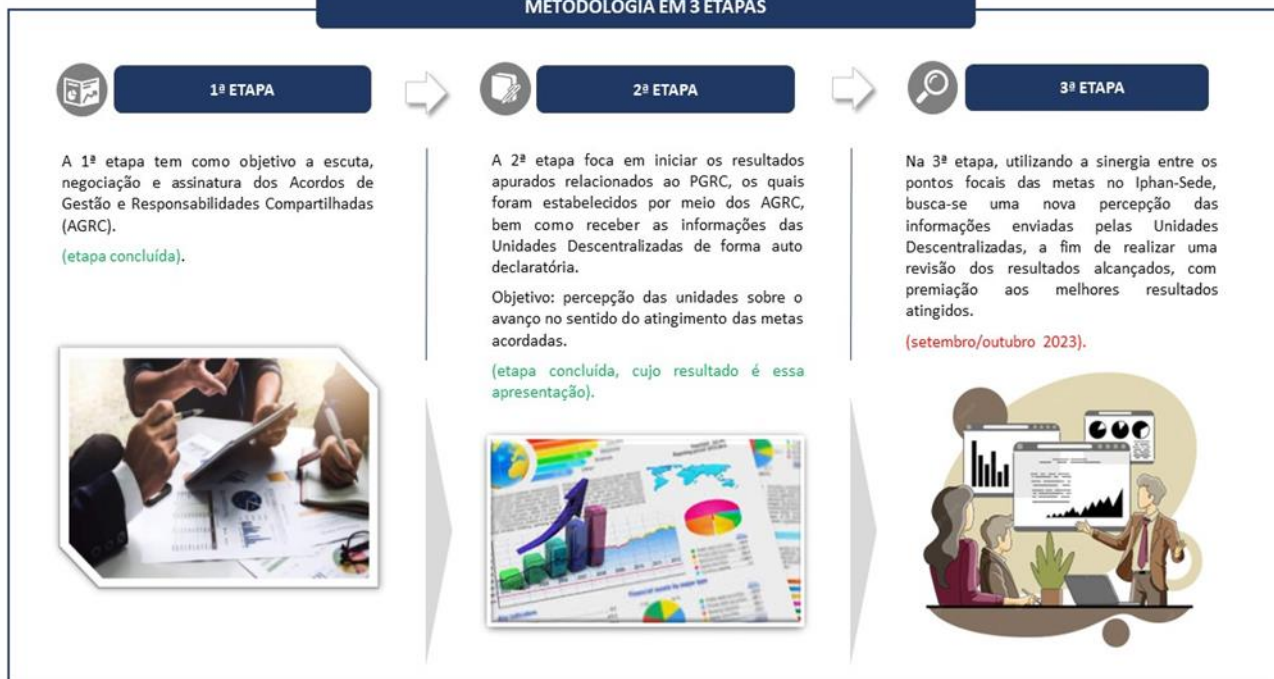 METODOLOGIA EM 3 ETAPAS
1ª ETAPA
A 1ª etapa tem como objetivo a escuta,
negociação e assinatura dos Acordos de
Gestão e Responsabilidades Compartilhadas
(AGRC).
(etapa concluída).
2ª ETAPA
A 2ª etapa foca em iniciar os resultados
apurados relacionados ao PGRC, os quais
foram estabelecidos por meio dos AGRC,
bem como receber as informações das
Unidades Descentralizadas de forma auto
declaratória.
Objetivo: percepção das unidades sobre o
avanço no sentido do atingimento das metas
acordadas.
(etapa concluída, cujo resultado é essa
apresentação).
3ª ETAPA
Na 3ª etapa, utilizando a sinergia entre os
pontos focais das metas no Iphan-Sede,
busca-se uma nova percepção das
informações enviadas pelas Unidades
Descentralizadas, a fim de realizar uma
revisão dos resultados alcançados, com
premiação aos melhores resultados
atingidos.
(setembro/outubro 2023).